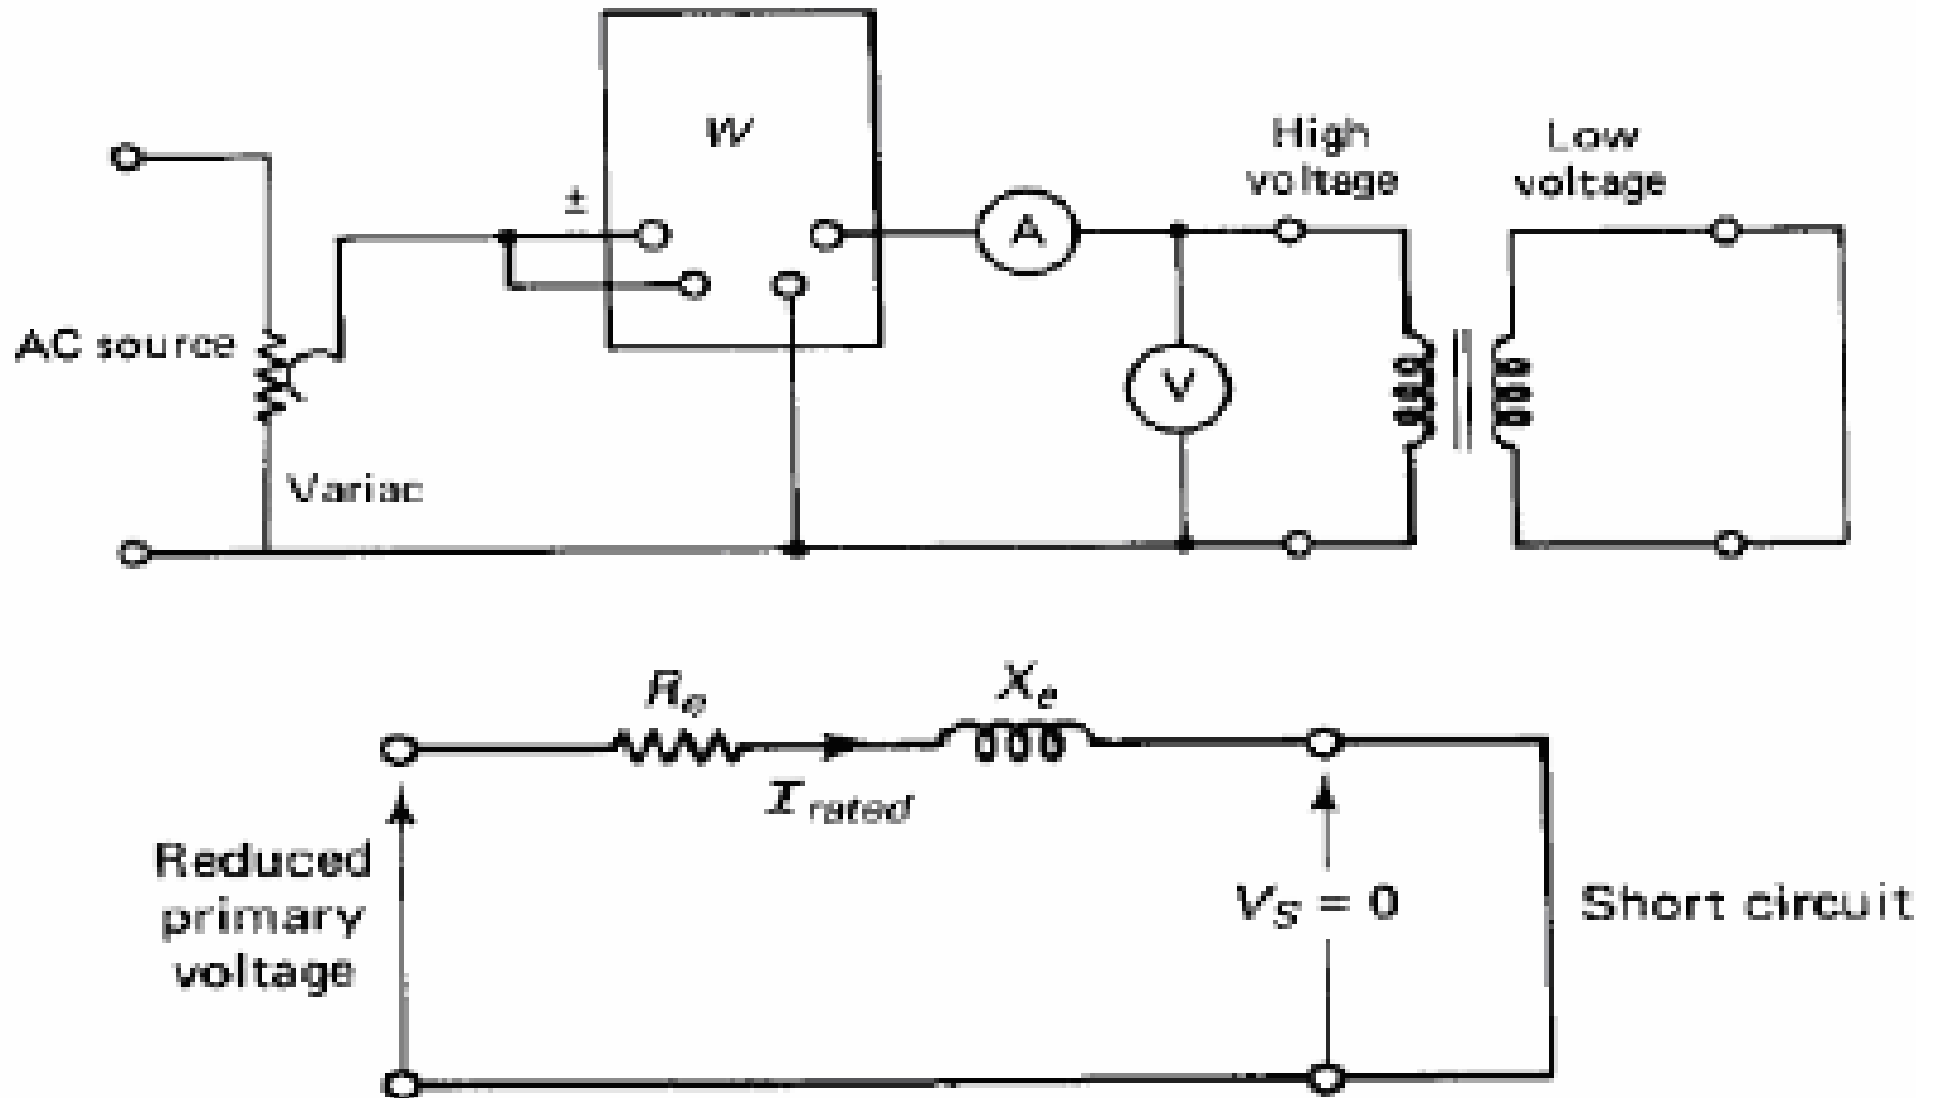 W
High
voltage
Low
voltage
±
A
AC source
V
Variac
Re
Xe
I rated
Reduced
primary
voltage
VS = 0
Short circuit